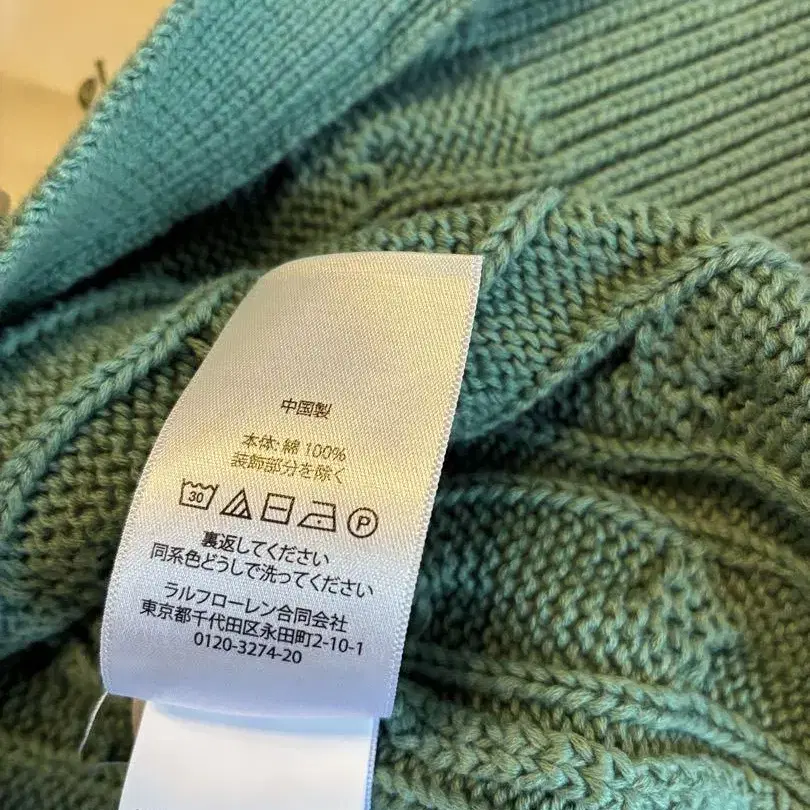 中国製
本体: 綿 100%
装飾部分を除く
30 P
裏返してください
同系色どうしで洗ってください
ラルフローレン合同会社
東京都千代田区永田町2-10-1
0120-3274-20